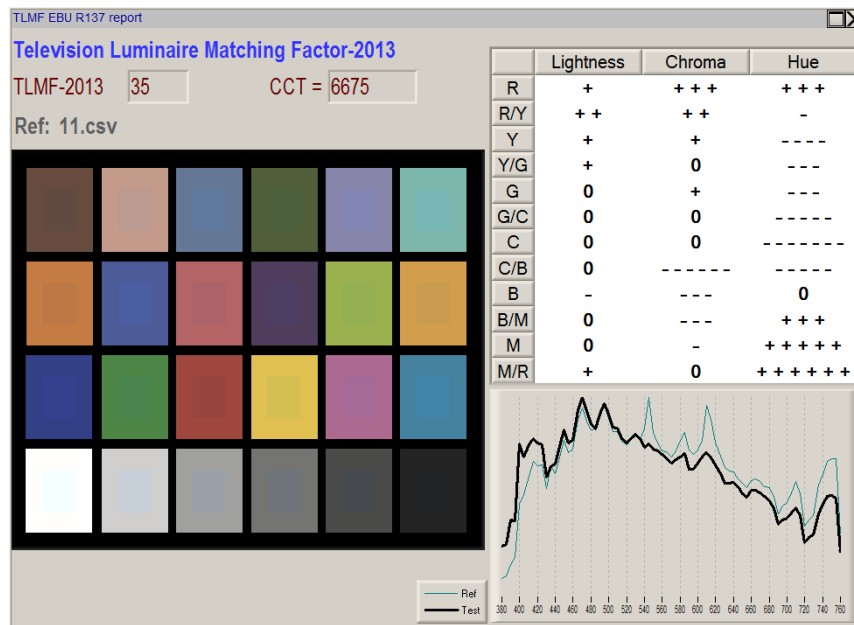 TLMF EBU R137 report
Television Luminaire Matching Factor-2013
TLMF-2013 35 CCT = 6675
Ref: 11.csv
Lightness Chroma Hue
R + + + + + + +
R/Y + + + + -
Y + + - - - -
Y/G + 0 - - -
G 0 + - - -
G/C 0 0 - - - - -
C 0 0 - - - - - - -
C/B 0 - - - - - - - - - - -
B - - - - 0
B/M 0 - - - + + +
M 0 - + + + + +
M/R + 0 + + + + + +
Ref
Test
380 400 420 440 460 480 500 520 540 560 580 600 620 640 660 680 700 720 740 760